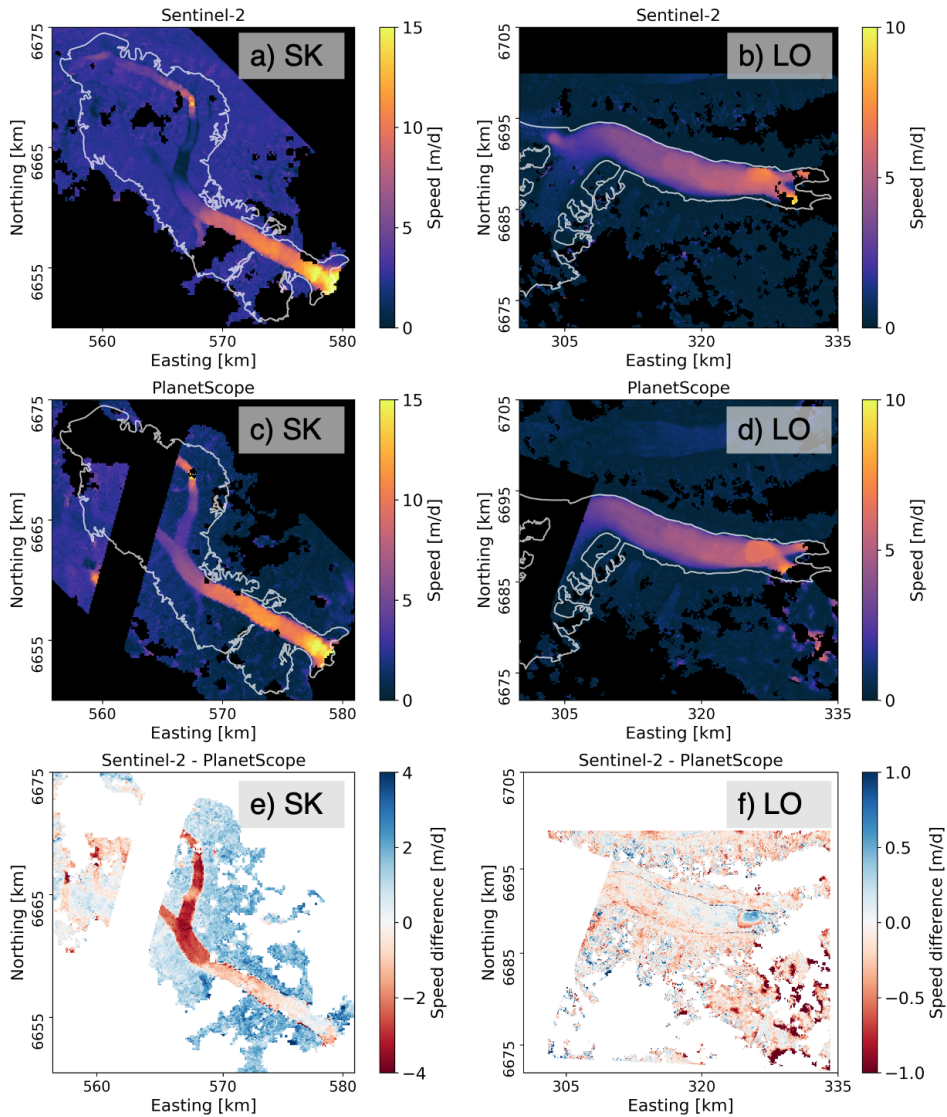 Sentinel-2
a) SK
6675
6665
6655
Northing [km]
560
570
580
Easting [km]
15
10
5
0
Speed [m/d]
Sentinel-2
b) LO
6705
6695
6685
6675
Northing [km]
305
320
335
Easting [km]
10
5
0
Speed [m/d]
PlanetScope
c) SK
6675
6665
6655
Northing [km]
560
570
580
Easting [km]
15
10
5
0
Speed [m/d]
PlanetScope
d) LO
6705
6695
6685
6675
Northing [km]
305
320
335
Easting [km]
10
5
0
Speed [m/d]
Sentinel-2 - PlanetScope
e) SK
6675
6665
6655
Northing [km]
560
570
580
Easting [km]
4
2
0
−2
−4
Speed difference [m/d]
Sentinel-2 - PlanetScope
f) LO
6705
6695
6685
6675
Northing [km]
305
320
335
Easting [km]
1.0
0.5
0.0
−0.5
−1.0
Speed difference [m/d]